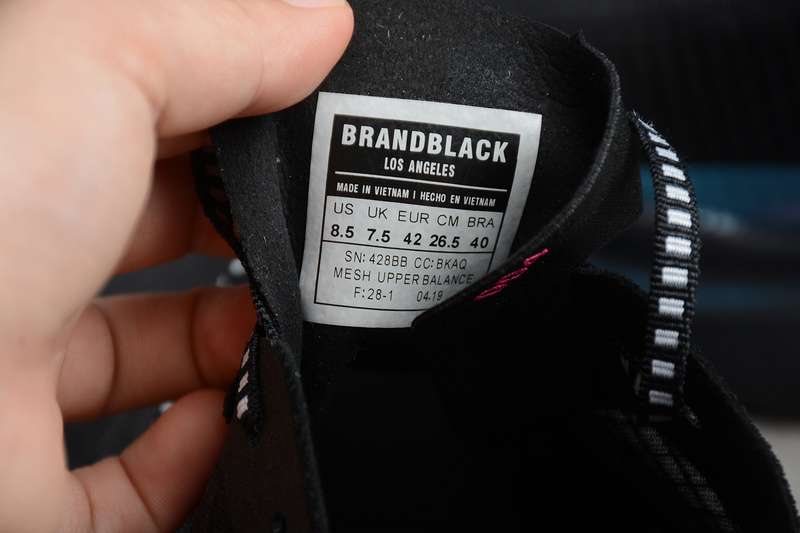 BRANDBLACK
LOS ANGELES
MADE IN VIETNAM | HECHO EN VIETNAM
US UK EUR CM BRA
8.5 7.5 42 26.5 40
SN: 428BB CC: BKAQ
MESH UPPER BALANCE
F: 28-1 04.19